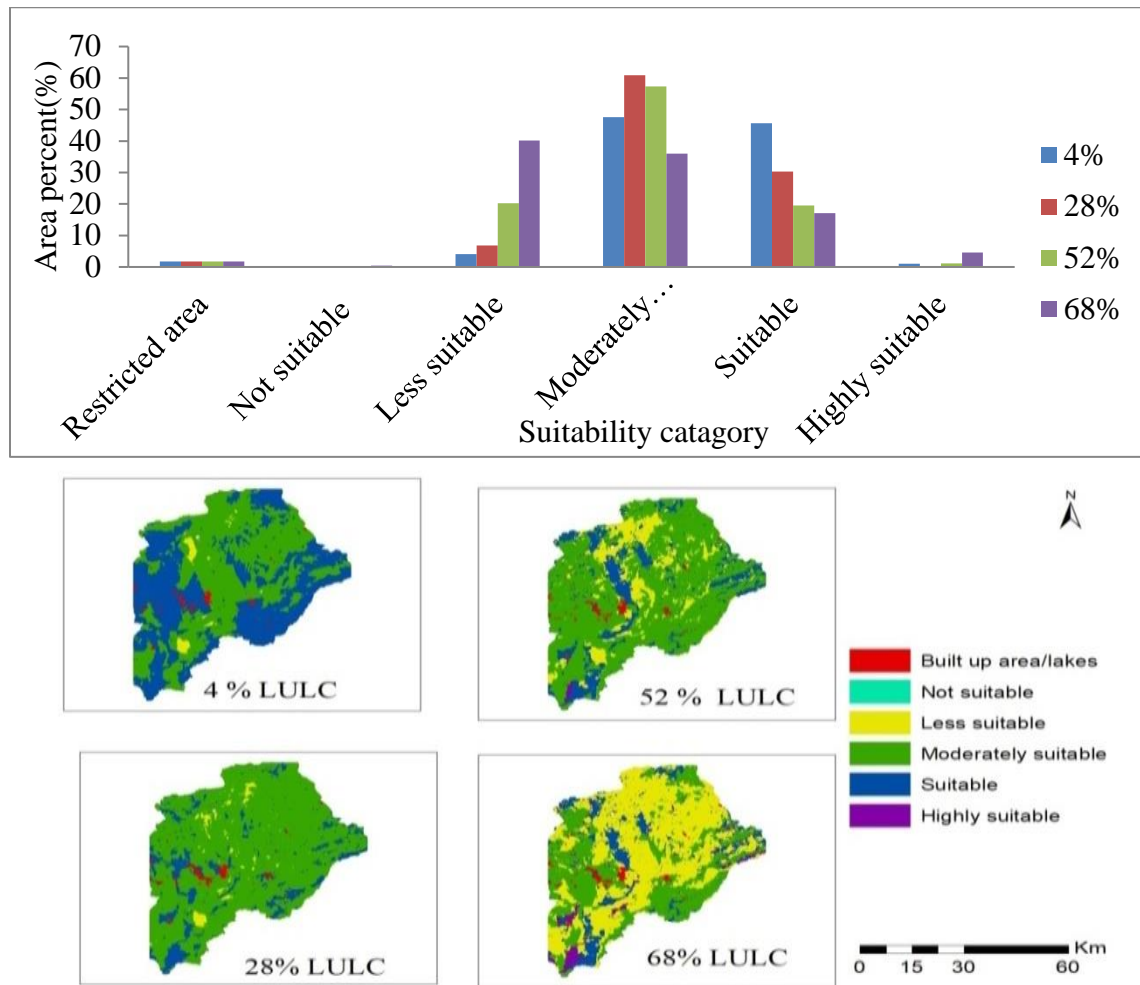 70
60
50
40
30
20
10
0
Area percent(%)
Restricted area
Not suitable
Less suitable
Moderately…
Suitable
Highly suitable
Suitability catagory
4%
28%
52%
68%
4 % LULC
52 % LULC
N
Built up area/lakes
Not suitable
Less suitable
Moderately suitable
Suitable
Highly suitable
28% LULC
68% LULC
Km
0 15 30 60